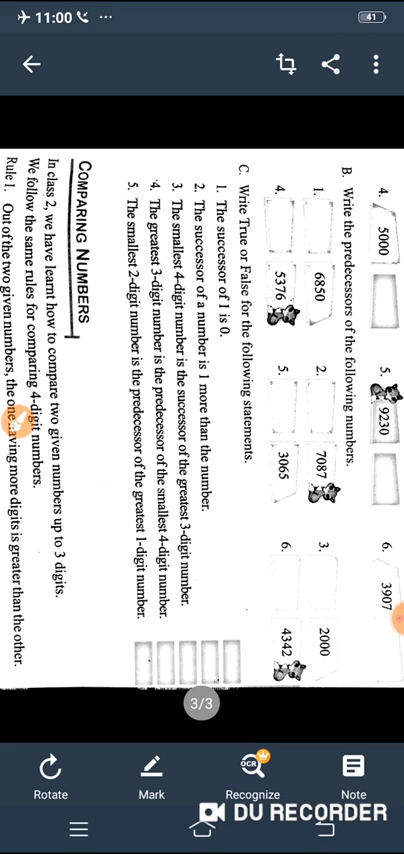 11:00 ... 41
4. 5000 5. 9230 6. 3907
B. Write the predecessors of the following numbers.
1. 6850 2. 7087 3. 2000
4. 5376 5. 3065 6. 4342
C. Write True or False for the following statements.
1. The successor of 1 is 0.
2. The successor of a number is 1 more than the number.
3. The smallest 4-digit number is the successor of the greatest 3-digit number.
4. The greatest 3-digit number is the predecessor of the smallest 4-digit number.
5. The smallest 2-digit number is the predecessor of the greatest 1-digit number.
COMPARING NUMBERS
In class 2, we have learnt how to compare two given numbers up to 3 digits.
We follow the same rules for comparing 4-digit numbers.
Rule 1. Out of the two given numbers, the one having more digits is greater than the other.
3/3
Rotate Mark Recognize Note
OCR
DU RECORDER